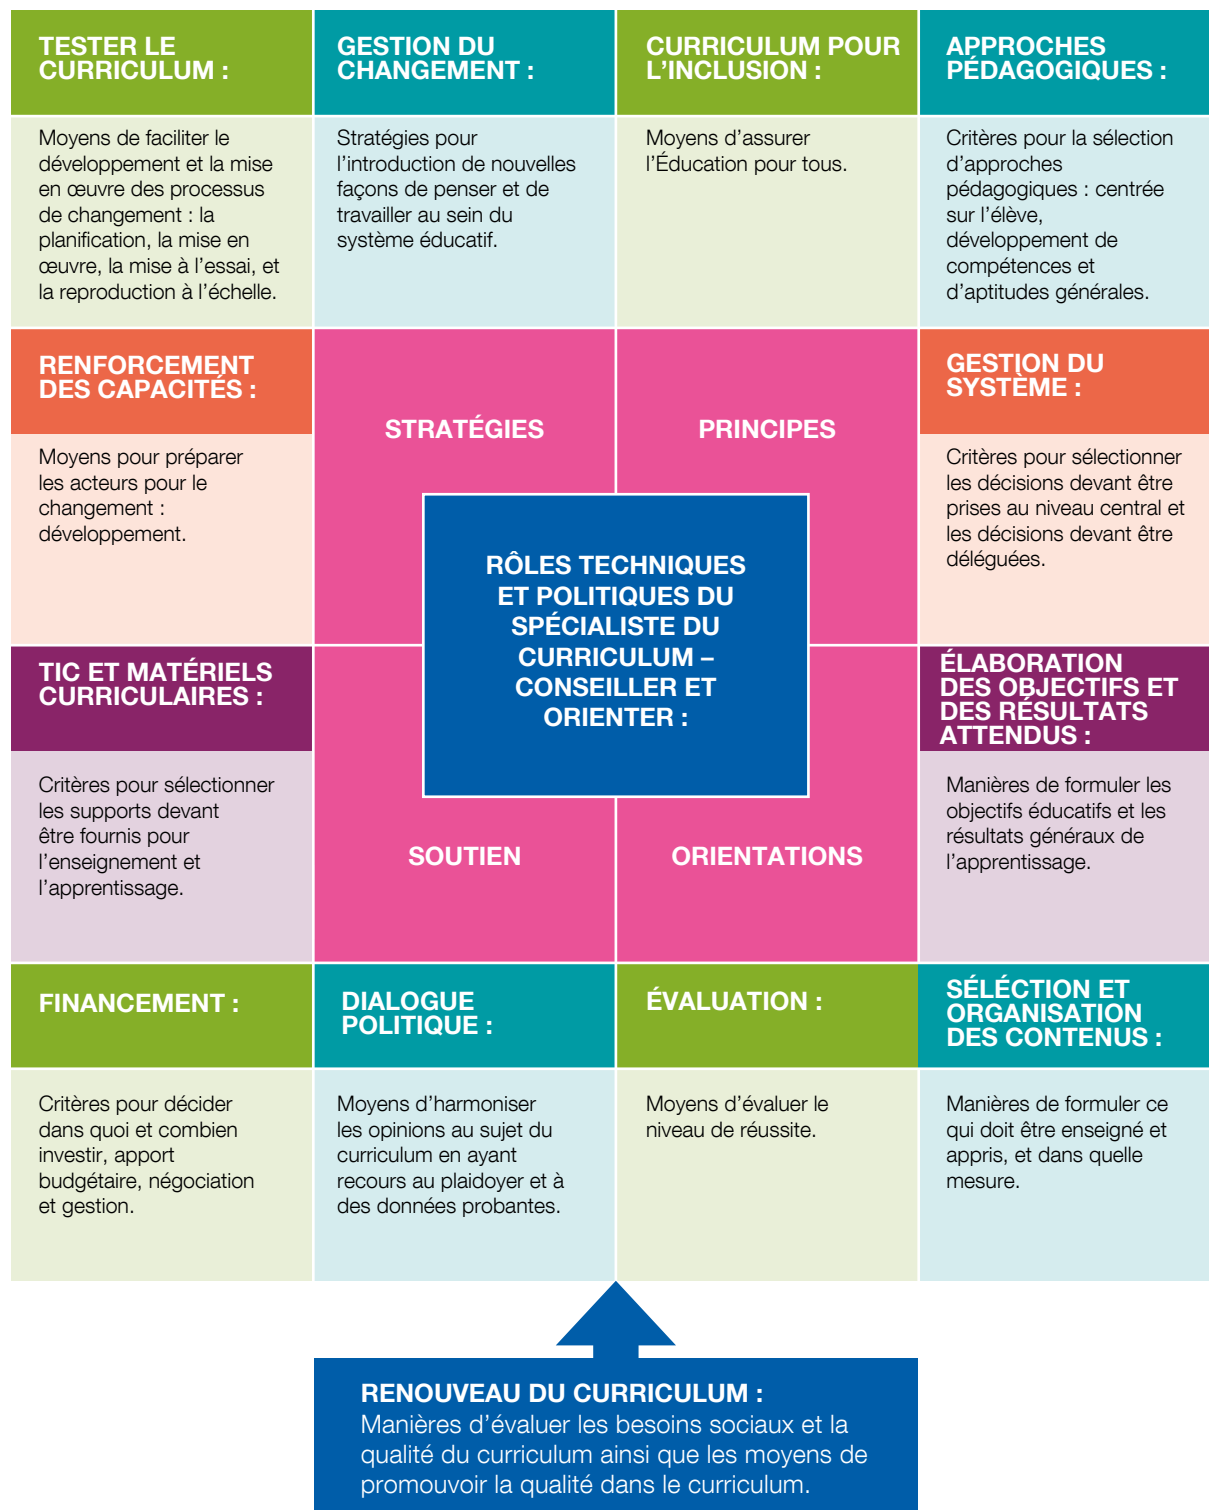 TESTER LE
CURRICULUM :
Moyens de faciliter le
développement et la mise
en œuvre des processus
de changement : la
planification, la mise en
œuvre, la mise à l’essai, et
la reproduction à l’échelle.
GESTION DU
CHANGEMENT :
Stratégies pour
l’introduction de nouvelles
façons de penser et de
travailler au sein du
système éducatif.
CURRICULUM POUR
L’INCLUSION :
Moyens d’assurer
l’Éducation pour tous.
APPROCHES
PÉDAGOGIQUES :
Critères pour la sélection
d’approches
pédagogiques : centrée
sur l’élève,
développement de
compétences et
d’aptitudes générales.
RENFORCEMENT
DES CAPACITÉS :
Moyens pour préparer
les acteurs pour le
changement :
développement.
STRATÉGIES
PRINCIPES
GESTION DU
SYSTÈME :
Critères pour sélectionner
les décisions devant être
prises au niveau central et
les décisions devant être
déléguées.
RÔLES TECHNIQUES
ET POLITIQUES DU
SPÉCIALISTE DU
CURRICULUM –
CONSEILLER ET
ORIENTER :
TIC ET MATÉRIELS
CURRICULAIRES :
Critères pour sélectionner
les supports devant
être fournis pour
l’enseignement et
l’apprentissage.
SOUTIEN
ORIENTATIONS
ÉLABORATION
DES OBJECTIFS ET
DES RÉSULTATS
ATTENDUS :
Manières de formuler les
objectifs éducatifs et les
résultats généraux de
l’apprentissage.
FINANCEMENT :
Critères pour décider
dans quoi et combien
investir, apport
budgétaire, négociation
et gestion.
DIALOGUE
POLITIQUE :
Moyens d’harmoniser
les opinions au sujet du
curriculum en ayant
recours au plaidoyer et à
des données probantes.
ÉVALUATION :
Moyens d’évaluer le
niveau de réussite.
SÉLÉCTION ET
ORGANISATION
DES CONTENUS :
Manières de formuler ce
qui doit être enseigné et
appris, et dans quelle
mesure.
RENOUVEAU DU CURRICULUM :
Manières d’évaluer les besoins sociaux et la
qualité du curriculum ainsi que les moyens de
promouvoir la qualité dans le curriculum.